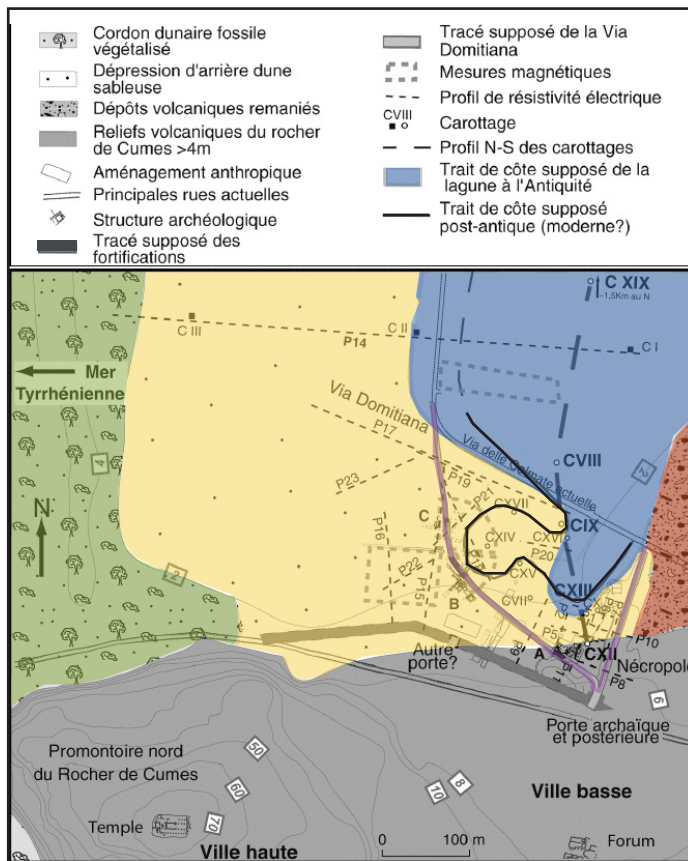 Cordon dunaire fossile
végétalisé
Dépression d'arrière dune
sableuse
Dépôts volcaniques remaniés
Reliefs volcaniques du rocher
de Cumes >4m
Aménagement anthropique
Principales rues actuelles
Structure archéologique
Tracé supposé des
fortifications
Tracé supposé de la Via
Domitiana
Mesures magnétiques
Profil de résistivité électrique
CVIII
Carottage
Profil N-S des carottages
Trait de côte supposé de la
lagune à l'Antiquité
Trait de côte supposé
post-antique (moderne?)
C XIX
~1,5Km au N
C III
C II
C I
P14
Mer
Tyrrhénienne
Via Domitiana
P17
Via delle Colmate actuelle
CVIII
4
2
P23
P19
P21
CXVII
C
CIX
N
P16
CXIV
CXVI
P20
P22
P15
CXV
CXIII
2
B
CVII
P5
P10
Autre
porte?
A
CXII
Nécropole
P8
6
Porte archaïque
et postérieure
Promontoire nord
du Rocher de Cumes
50
60
70
10
8
Ville basse
Temple
0
100 m
Forum
Ville haute